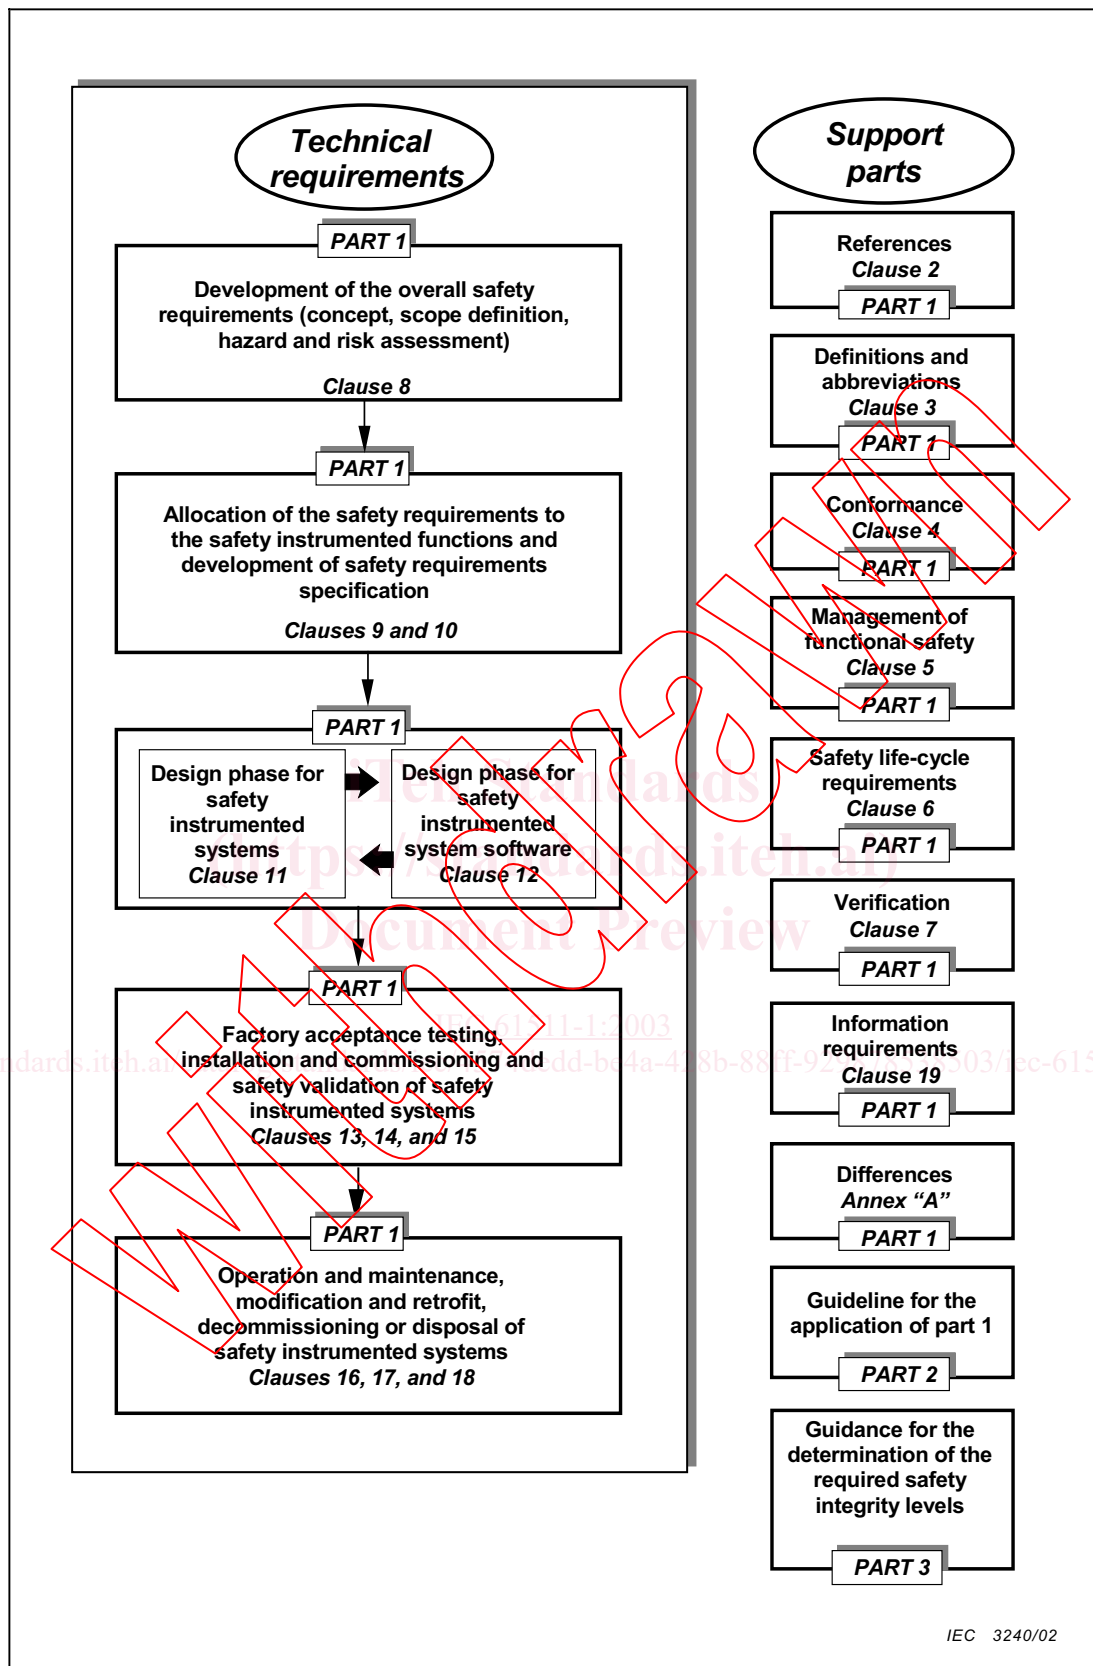 Technical
requirements
PART 1
Development of the overall safety
requirements (concept, scope definition,
hazard and risk assessment)
Clause 8
PART 1
Allocation of the safety requirements to
the safety instrumented functions and
development of safety requirements
specification
Clauses 9 and 10
PART 1
Design phase for
safety
instrumented
systems
Clause 11
Design phase for
safety
instrumented
system software
Clause 12
PART 1
Factory acceptance testing,
installation and commissioning and
safety validation of safety
instrumented systems
Clauses 13, 14, and 15
PART 1
Operation and maintenance,
modification and retrofit,
decommissioning or disposal of
safety instrumented systems
Clauses 16, 17, and 18
Support
parts
References
Clause 2
PART 1
Definitions and
abbreviations
Clause 3
PART 1
Conformance
Clause 4
PART 1
Management of
functional safety
Clause 5
PART 1
Safety life-cycle
requirements
Clause 6
PART 1
Verification
Clause 7
PART 1
Information
requirements
Clause 19
PART 1
Differences
Annex “A”
PART 1
Guideline for the
application of part 1
PART 2
Guidance for the
determination of the
required safety
integrity levels
PART 3
IEC 3240/02
iTeh Standards
(https://standards.iteh.ai)
Document Preview
IEC 61511-1:2003
Withdrawn